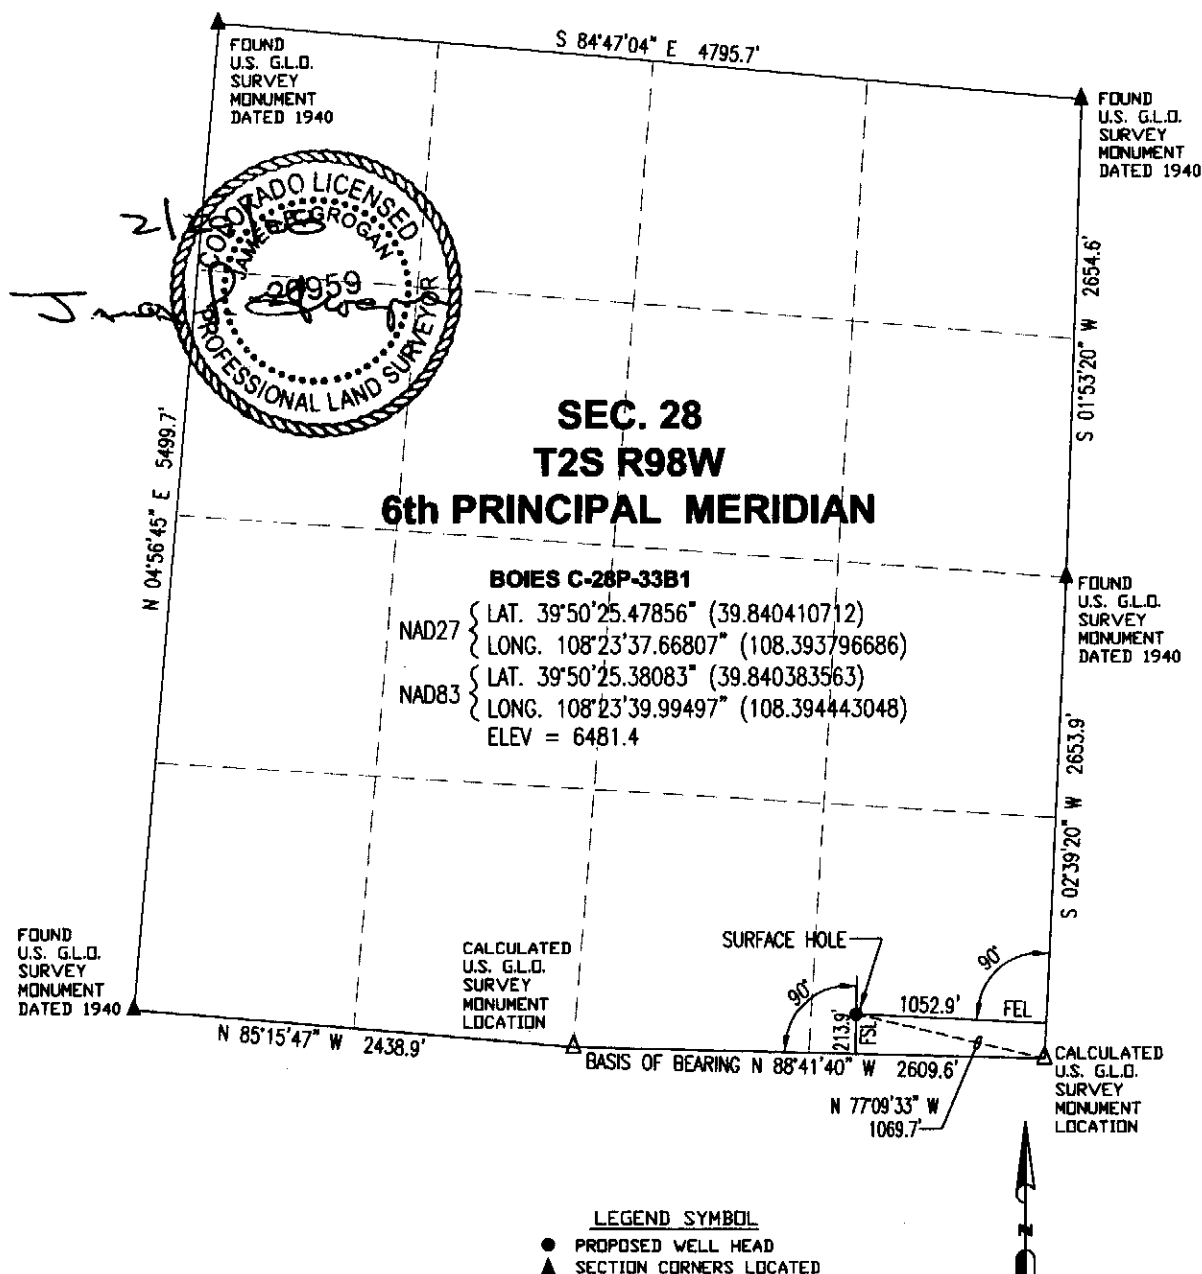 S 84°47'04" E 4795.7'
FOUND
U.S. G.L.O.
SURVEY
MONUMENT
DATED 1940
FOUND
U.S. G.L.O.
SURVEY
MONUMENT
DATED 1940
COLORADO LICENSED
GROGAN
PROFESSIONAL LAND SURVEYOR
S 01°53'20" W 2654.6'
N 04°56'45" E 5499.7'
SEC. 28
T2S R98W
6th PRINCIPAL MERIDIAN
BOIES C-28P-33B1
NAD27
LAT. 39°50'25.47856" (39.840410712)
LONG. 108°23'37.66807" (108.393796686)
NAD83
LAT. 39°50'25.38083" (39.840383563)
LONG. 108°23'39.99497" (108.394443048)
ELEV = 6481.4
FOUND
U.S. G.L.O.
SURVEY
MONUMENT
DATED 1940
S 02°39'20" W 2653.9'
FOUND
U.S. G.L.O.
SURVEY
MONUMENT
DATED 1940
CALCULATED
U.S. G.L.O.
SURVEY
MONUMENT
LOCATION
SURFACE HOLE
90°
90°
1052.9' FEL
213.9' FSL
N 85°15'47" W 2438.9'
BASIS OF BEARING N 88°41'40" W 2609.6'
N 77°09'33" W
1069.7'
CALCULATED
U.S. G.L.O.
SURVEY
MONUMENT
LOCATION
N
LEGEND SYMBOL
PROPOSED WELL HEAD
SECTION CORNERS LOCATED